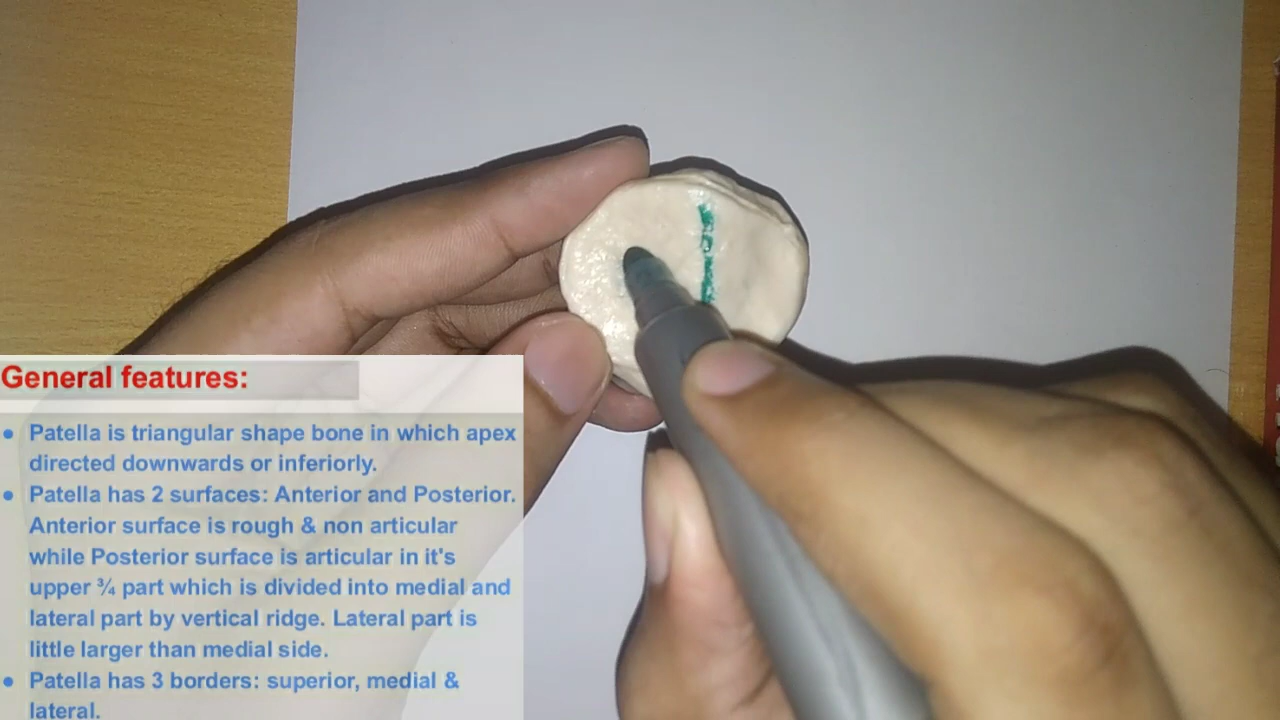 General features:
● Patella is triangular shape bone in which apex
directed downwards or inferiorly.
● Patella has 2 surfaces: Anterior and Posterior.
Anterior surface is rough & non articular
while Posterior surface is articular in it's
upper ¾ part which is divided into medial and
lateral part by vertical ridge. Lateral part is
little larger than medial side.
● Patella has 3 borders: superior, medial &
lateral.